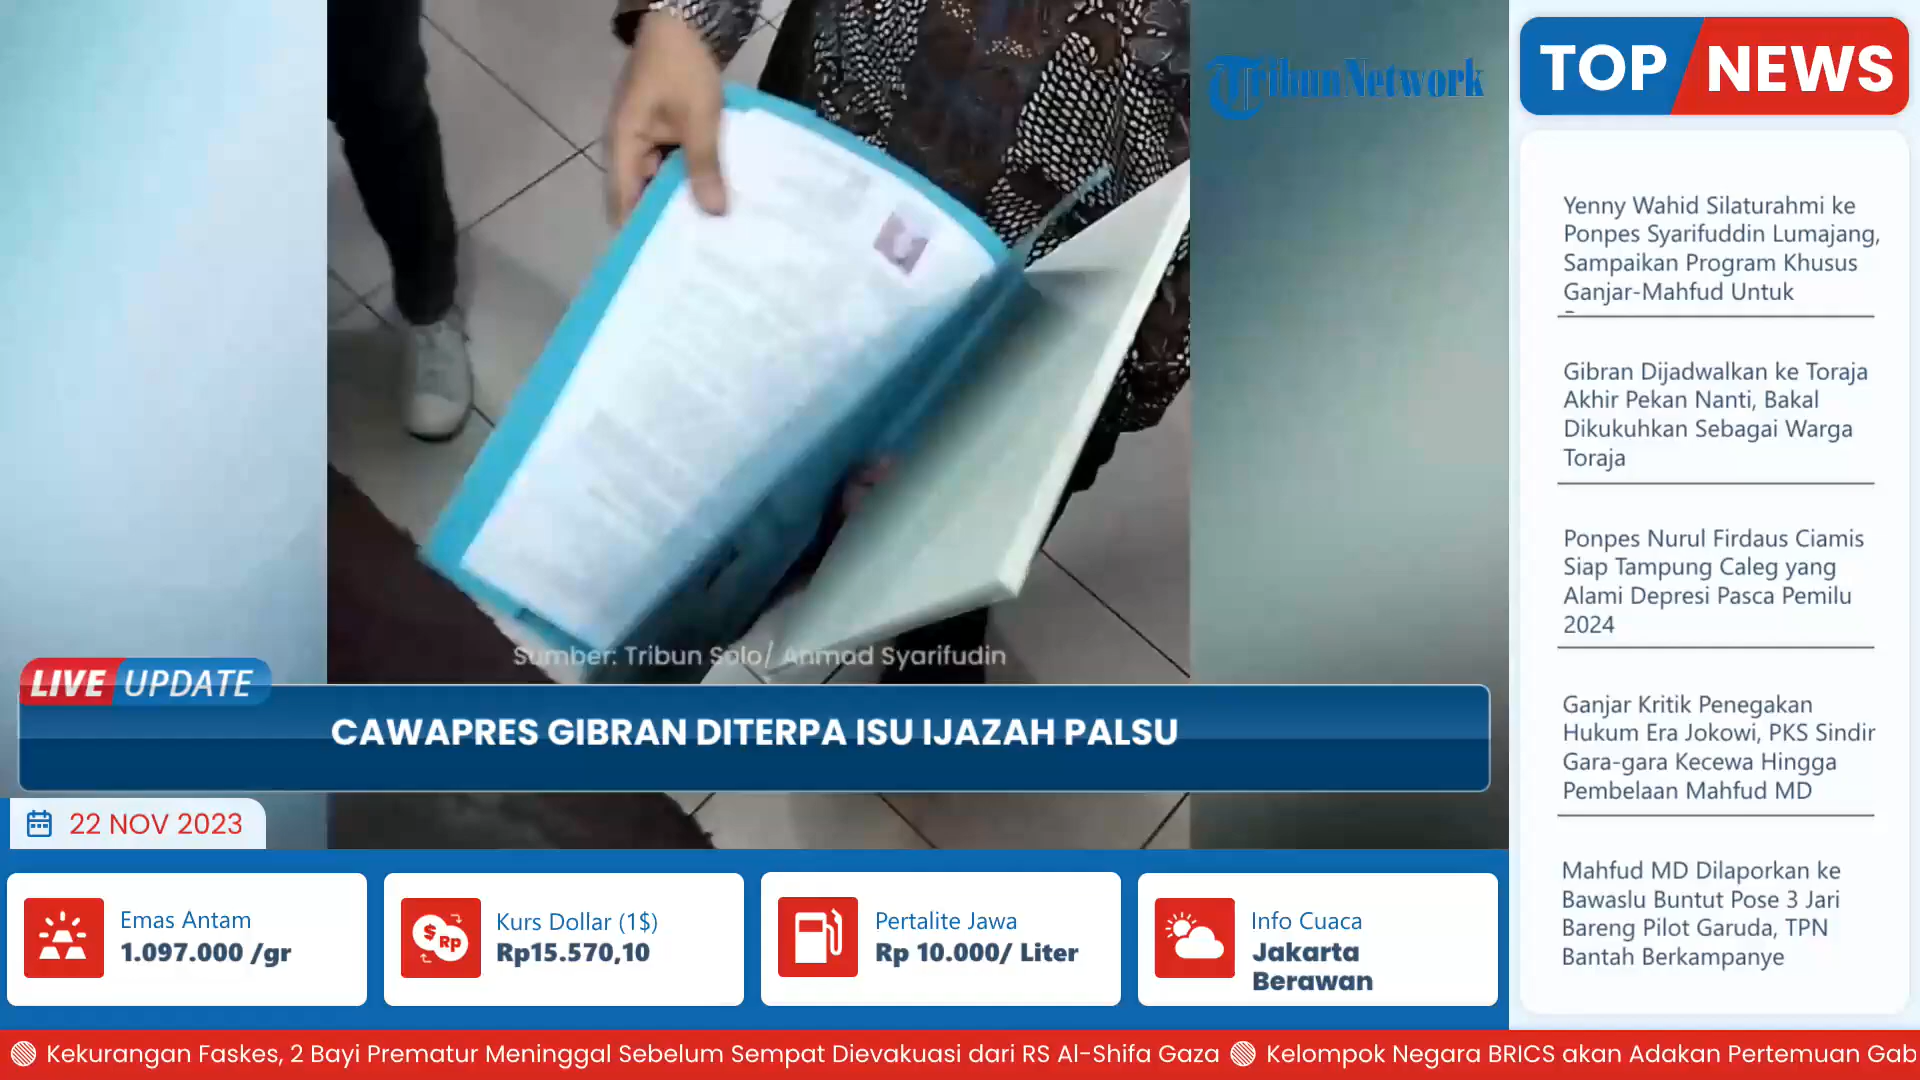 TribunNetwork
TOP NEWS
Yenny Wahid Silaturahmi ke
Ponpes Syarifuddin Lumajang,
Sampaikan Program Khusus
Ganjar-Mahfud Untuk
Gibran Dijadwalkan ke Toraja
Akhir Pekan Nanti, Bakal
Dikukuhkan Sebagai Warga
Toraja
Ponpes Nurul Firdaus Ciamis
Siap Tampung Caleg yang
Alami Depresi Pasca Pemilu
2024
Ganjar Kritik Penegakan
Hukum Era Jokowi, PKS Sindir
Gara-gara Kecewa Hingga
Pembelaan Mahfud MD
Mahfud MD Dilaporkan ke
Bawaslu Buntut Pose 3 Jari
Bareng Pilot Garuda, TPN
Bantah Berkampanye
Sumber: Tribun Solo/ Ahmad Syarifudin
LIVE UPDATE
CAWAPRES GIBRAN DITERPA ISU IJAZAH PALSU
22 NOV 2023
Emas Antam
1.097.000 /gr
$ Rp
Kurs Dollar (1$)
Rp15.570,10
Pertalite Jawa
Rp 10.000/ Liter
Info Cuaca
Jakarta
Berawan
Kekurangan Faskes, 2 Bayi Prematur Meninggal Sebelum Sempat Dievakuasi dari RS Al-Shifa Gaza Kelompok Negara BRICS akan Adakan Pertemuan Gab